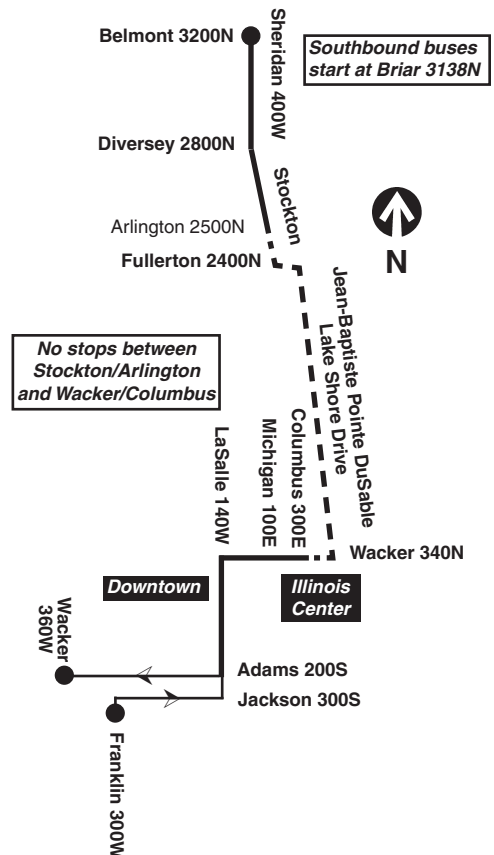 Belmont 3200N
Sheridan 400W
Southbound buses
start at Briar 3138N
Diversey 2800N
Stockton
Arlington 2500N
Fullerton 2400N
N
Jean-Baptiste Pointe DuSable
Lake Shore Drive
No stops between
Stockton/Arlington
and Wacker/Columbus
LaSalle 140W
Michigan 100E
Columbus 300E
Wacker 340N
Downtown
Illinois
Center
Wacker
360W
Adams 200S
Jackson 300S
Franklin 300W